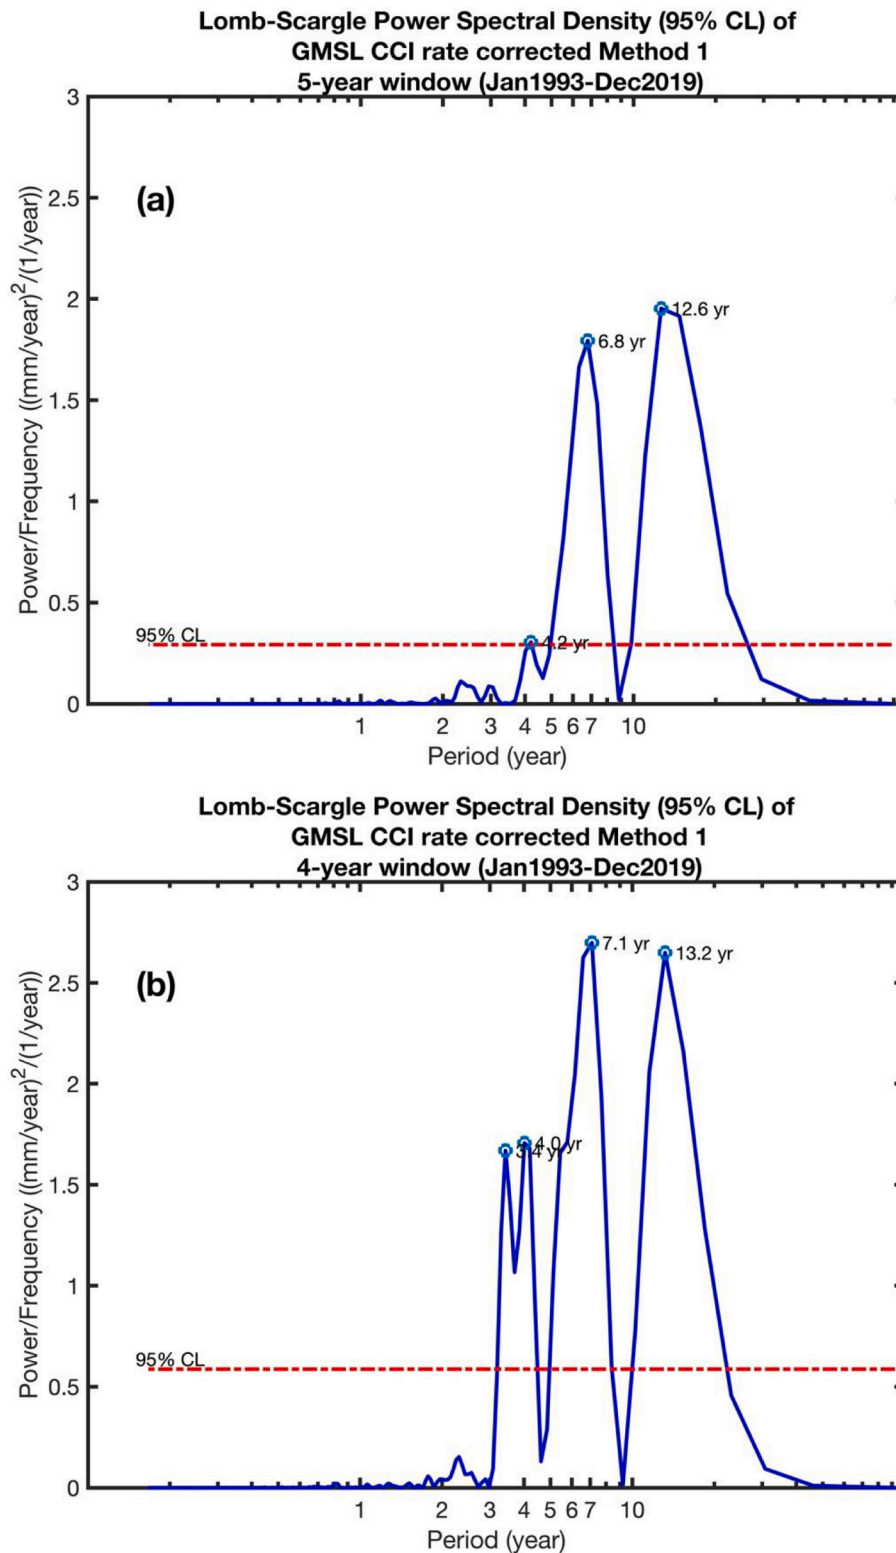 Lomb-Scargle Power Spectral Density (95% CL) of
GMSL CCI rate corrected Method 1
5-year window (Jan1993-Dec2019)
3
(a)
2.5
2
12.6 yr
6.8 yr
1.5
1
0.5
95% CL
4.2 yr
0
1 2 3 4 5 6 7 10
Period (year)
Power/Frequency ((mm/year)²/(1/year))
Lomb-Scargle Power Spectral Density (95% CL) of
GMSL CCI rate corrected Method 1
4-year window (Jan1993-Dec2019)
3
7.1 yr
13.2 yr
(b)
2.5
2
4.0 yr
3.4 yr
1.5
1
95% CL
0.5
0
1 2 3 4 5 6 7 10
Period (year)
Power/Frequency ((mm/year)²/(1/year))